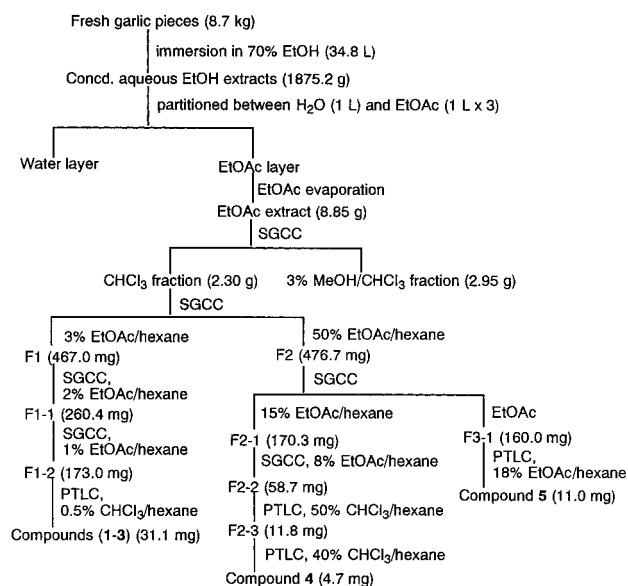 Fresh garlic pieces (8.7 kg)
immersion in 70% EtOH (34.8 L)
Concd. aqueous EtOH extracts (1875.2 g)
partitioned between H₂O (1 L) and EtOAc (1 L x 3)
Water layer
EtOAc layer
EtOAc evaporation
EtOAc extract (8.85 g)
SGCC
CHCl₃ fraction (2.30 g)
3% MeOH/CHCl₃ fraction (2.95 g)
SGCC
3% EtOAc/hexane
F1 (467.0 mg)
SGCC,
2% EtOAc/hexane
F1-1 (260.4 mg)
SGCC,
1% EtOAc/hexane
F1-2 (173.0 mg)
PTLC,
0.5% CHCl₃/hexane
Compounds (1-3) (31.1 mg)
50% EtOAc/hexane
F2 (476.7 mg)
SGCC
15% EtOAc/hexane
F2-1 (170.3 mg)
SGCC, 8% EtOAc/hexane
F2-2 (58.7 mg)
PTLC, 50% CHCl₃/hexane
F2-3 (11.8 mg)
PTLC, 40% CHCl₃/hexane
Compound 4 (4.7 mg)
EtOAc
F3-1 (160.0 mg)
PTLC,
18% EtOAc/hexane
Compound 5 (11.0 mg)